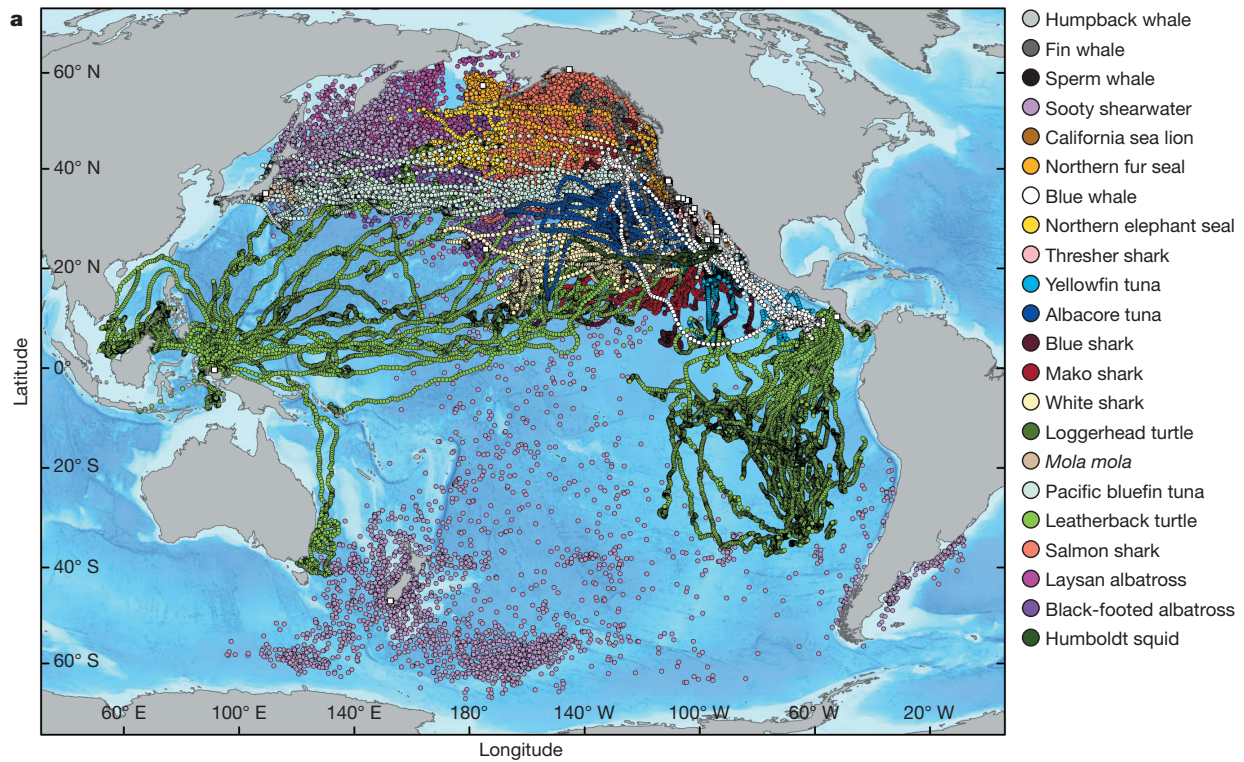 a
60° N
40° N
20° N
0°
20° S
40° S
60° S
Latitude
60° E
100° E
140° E
180°
140° W
100° W
60° W
20° W
Longitude
Humpback whale
Fin whale
Sperm whale
Sooty shearwater
California sea lion
Northern fur seal
Blue whale
Northern elephant seal
Thresher shark
Yellowfin tuna
Albacore tuna
Blue shark
Mako shark
White shark
Loggerhead turtle
Mola mola
Pacific bluefin tuna
Leatherback turtle
Salmon shark
Laysan albatross
Black-footed albatross
Humboldt squid